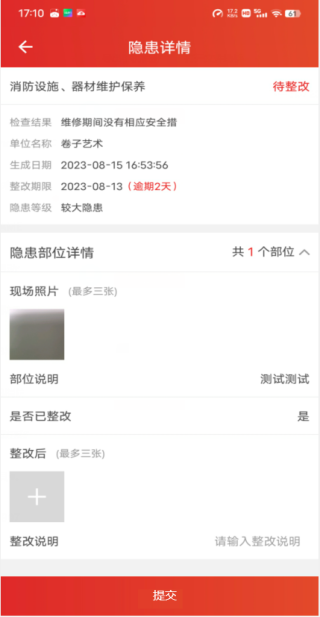 17:10 17.2 KB/s HD 5G 61
隐患详情
消防设施、器材维护保养 待整改
检查结果 维修期间没有相应安全措
单位名称 卷子艺术
生成日期 2023-08-15 16:53:56
整改期限 2023-08-13（逾期2天）
隐患等级 较大隐患
隐患部位详情 共 1 个部位
现场照片 (最多三张)
部位说明 测试测试
是否已整改 是
整改后 (最多三张)
整改说明 请输入整改说明
提交